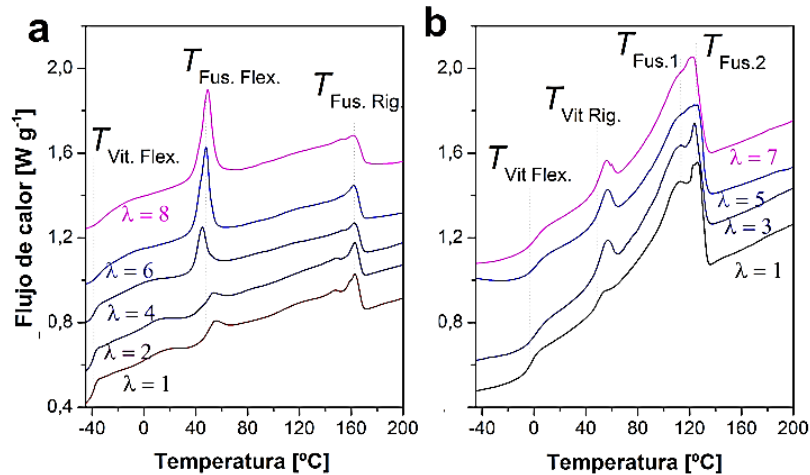 a
b
Flujo de calor [W g⁻¹]
2,0
1,6
1,2
0,8
0,4
T Vit. Flex.
T Fus. Flex.
T Fus. Rig.
λ = 8
λ = 6
λ = 4
λ = 2
λ = 1
-40 0 40 80 120 160 200
Temperatura [ºC]
2,0
1,6
1,2
0,8
T Vit Flex.
T Vit Rig.
T Fus.1
T Fus.2
λ = 7
λ = 5
λ = 3
λ = 1
-40 0 40 80 120 160 200
Temperatura [ºC]